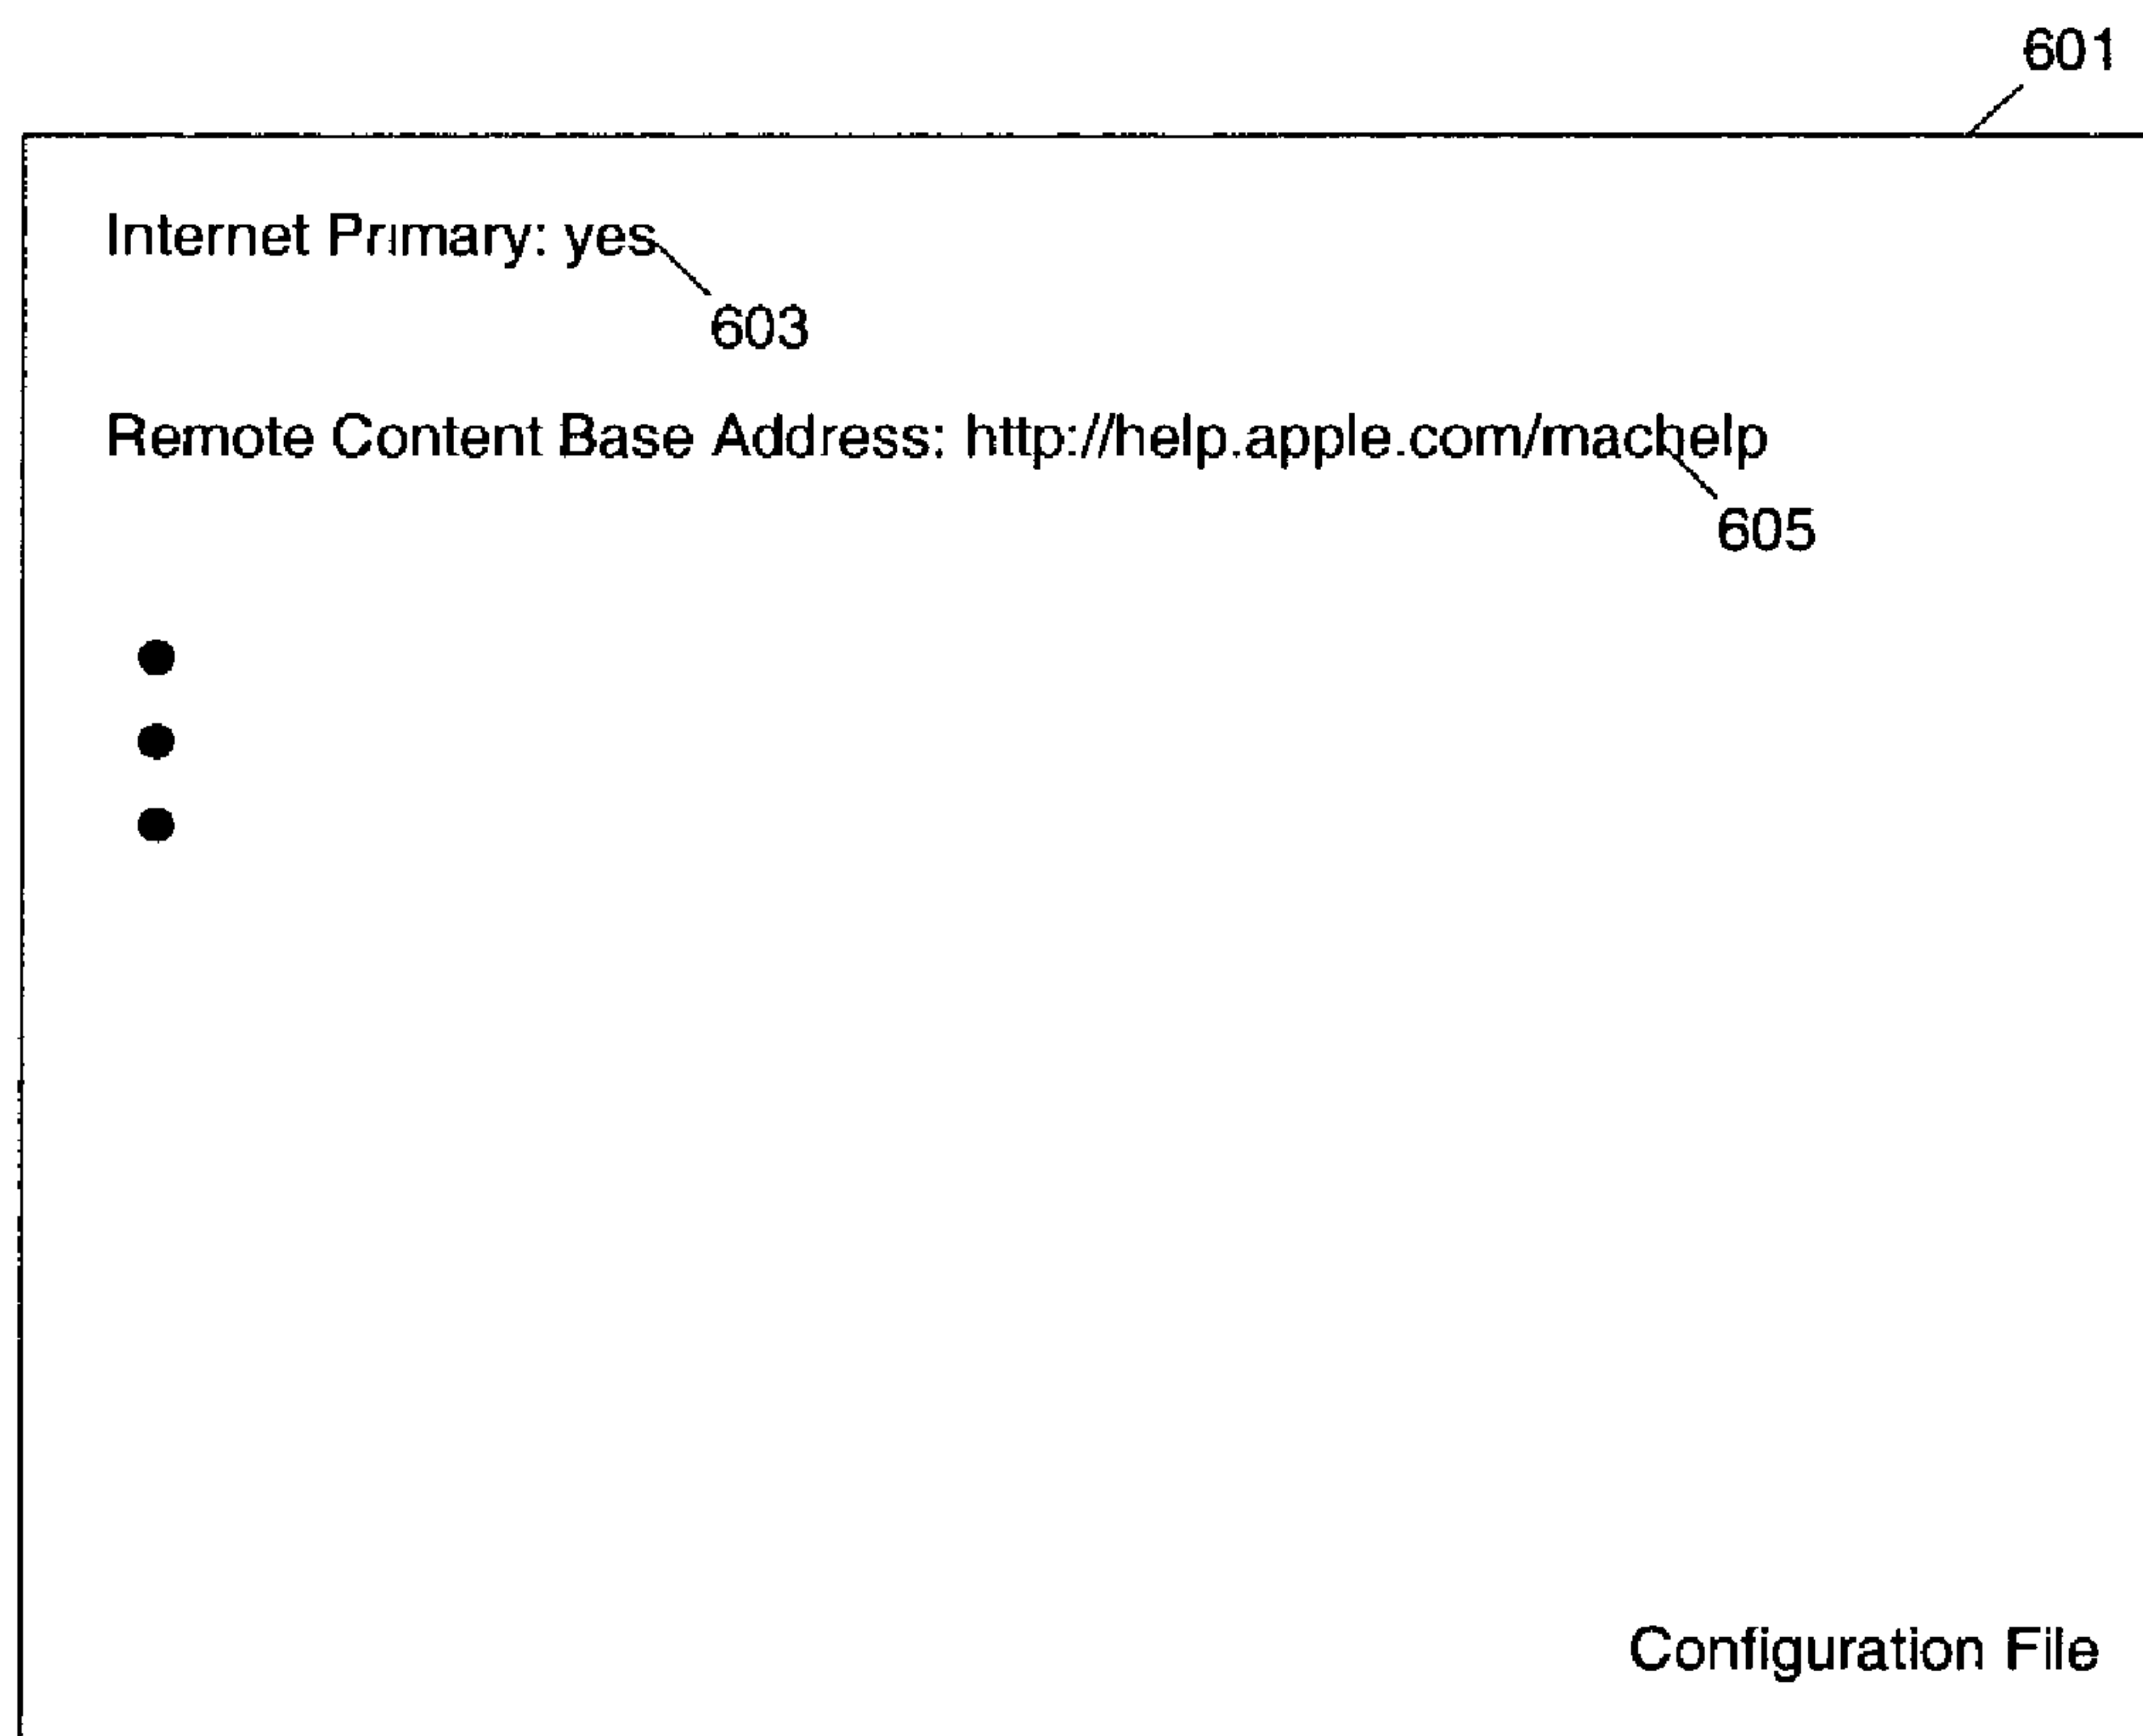 601
Internet Primary: yes
603
Remote Content Base Address: http://help.apple.com/machelp
605
Configuration File